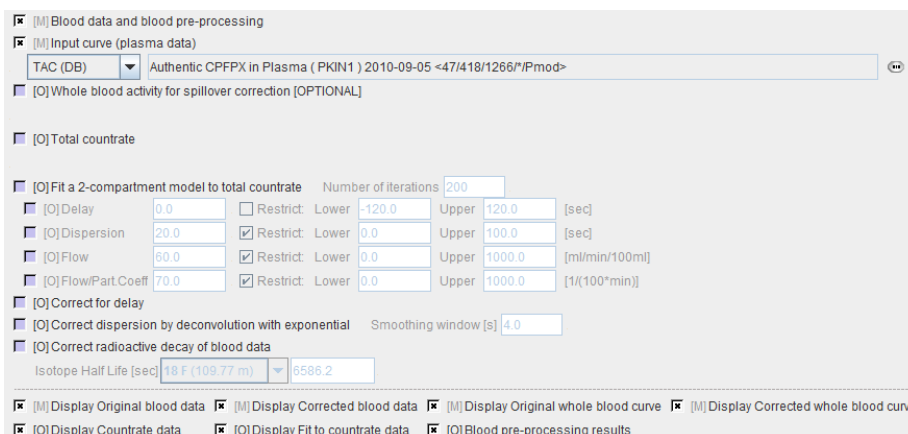 [M] Blood data and blood pre-processing
[M] Input curve (plasma data)
TAC (DB) Authentic CPFPX in Plasma ( PKIN1 ) 2010-09-05 <47/418/1266/*/Pmod>
[O] Whole blood activity for spillover correction [OPTIONAL]
[O] Total countrate
[O] Fit a 2-compartment model to total countrate Number of iterations 200
[O] Delay 0.0 Restrict: Lower -120.0 Upper 120.0 [sec]
[O] Dispersion 20.0 Restrict: Lower 0.0 Upper 100.0 [sec]
[O] Flow 60.0 Restrict: Lower 0.0 Upper 1000.0 [ml/min/100ml]
[O] Flow/Part.Coeff 70.0 Restrict: Lower 0.0 Upper 1000.0 [1/(100*min)]
[O] Correct for delay
[O] Correct dispersion by deconvolution with exponential Smoothing window [s] 4.0
[O] Correct radioactive decay of blood data
Isotope Half Life [sec] 18 F (109.77 m) 6586.2
[M] Display Original blood data [M] Display Corrected blood data [M] Display Original whole blood curve [M] Display Corrected whole blood curv
[O] Display Countrate data [O] Display Fit to countrate data [O] Blood pre-processing results